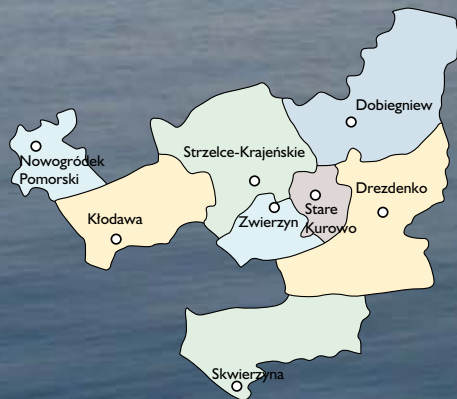 Dobiegniew
Strzelce-Krajeńskie
Nowogródek
Pomorski
Drezdenko
Stare
Kurowo
Zwierzyn
Kłodawa
Skwierzyna